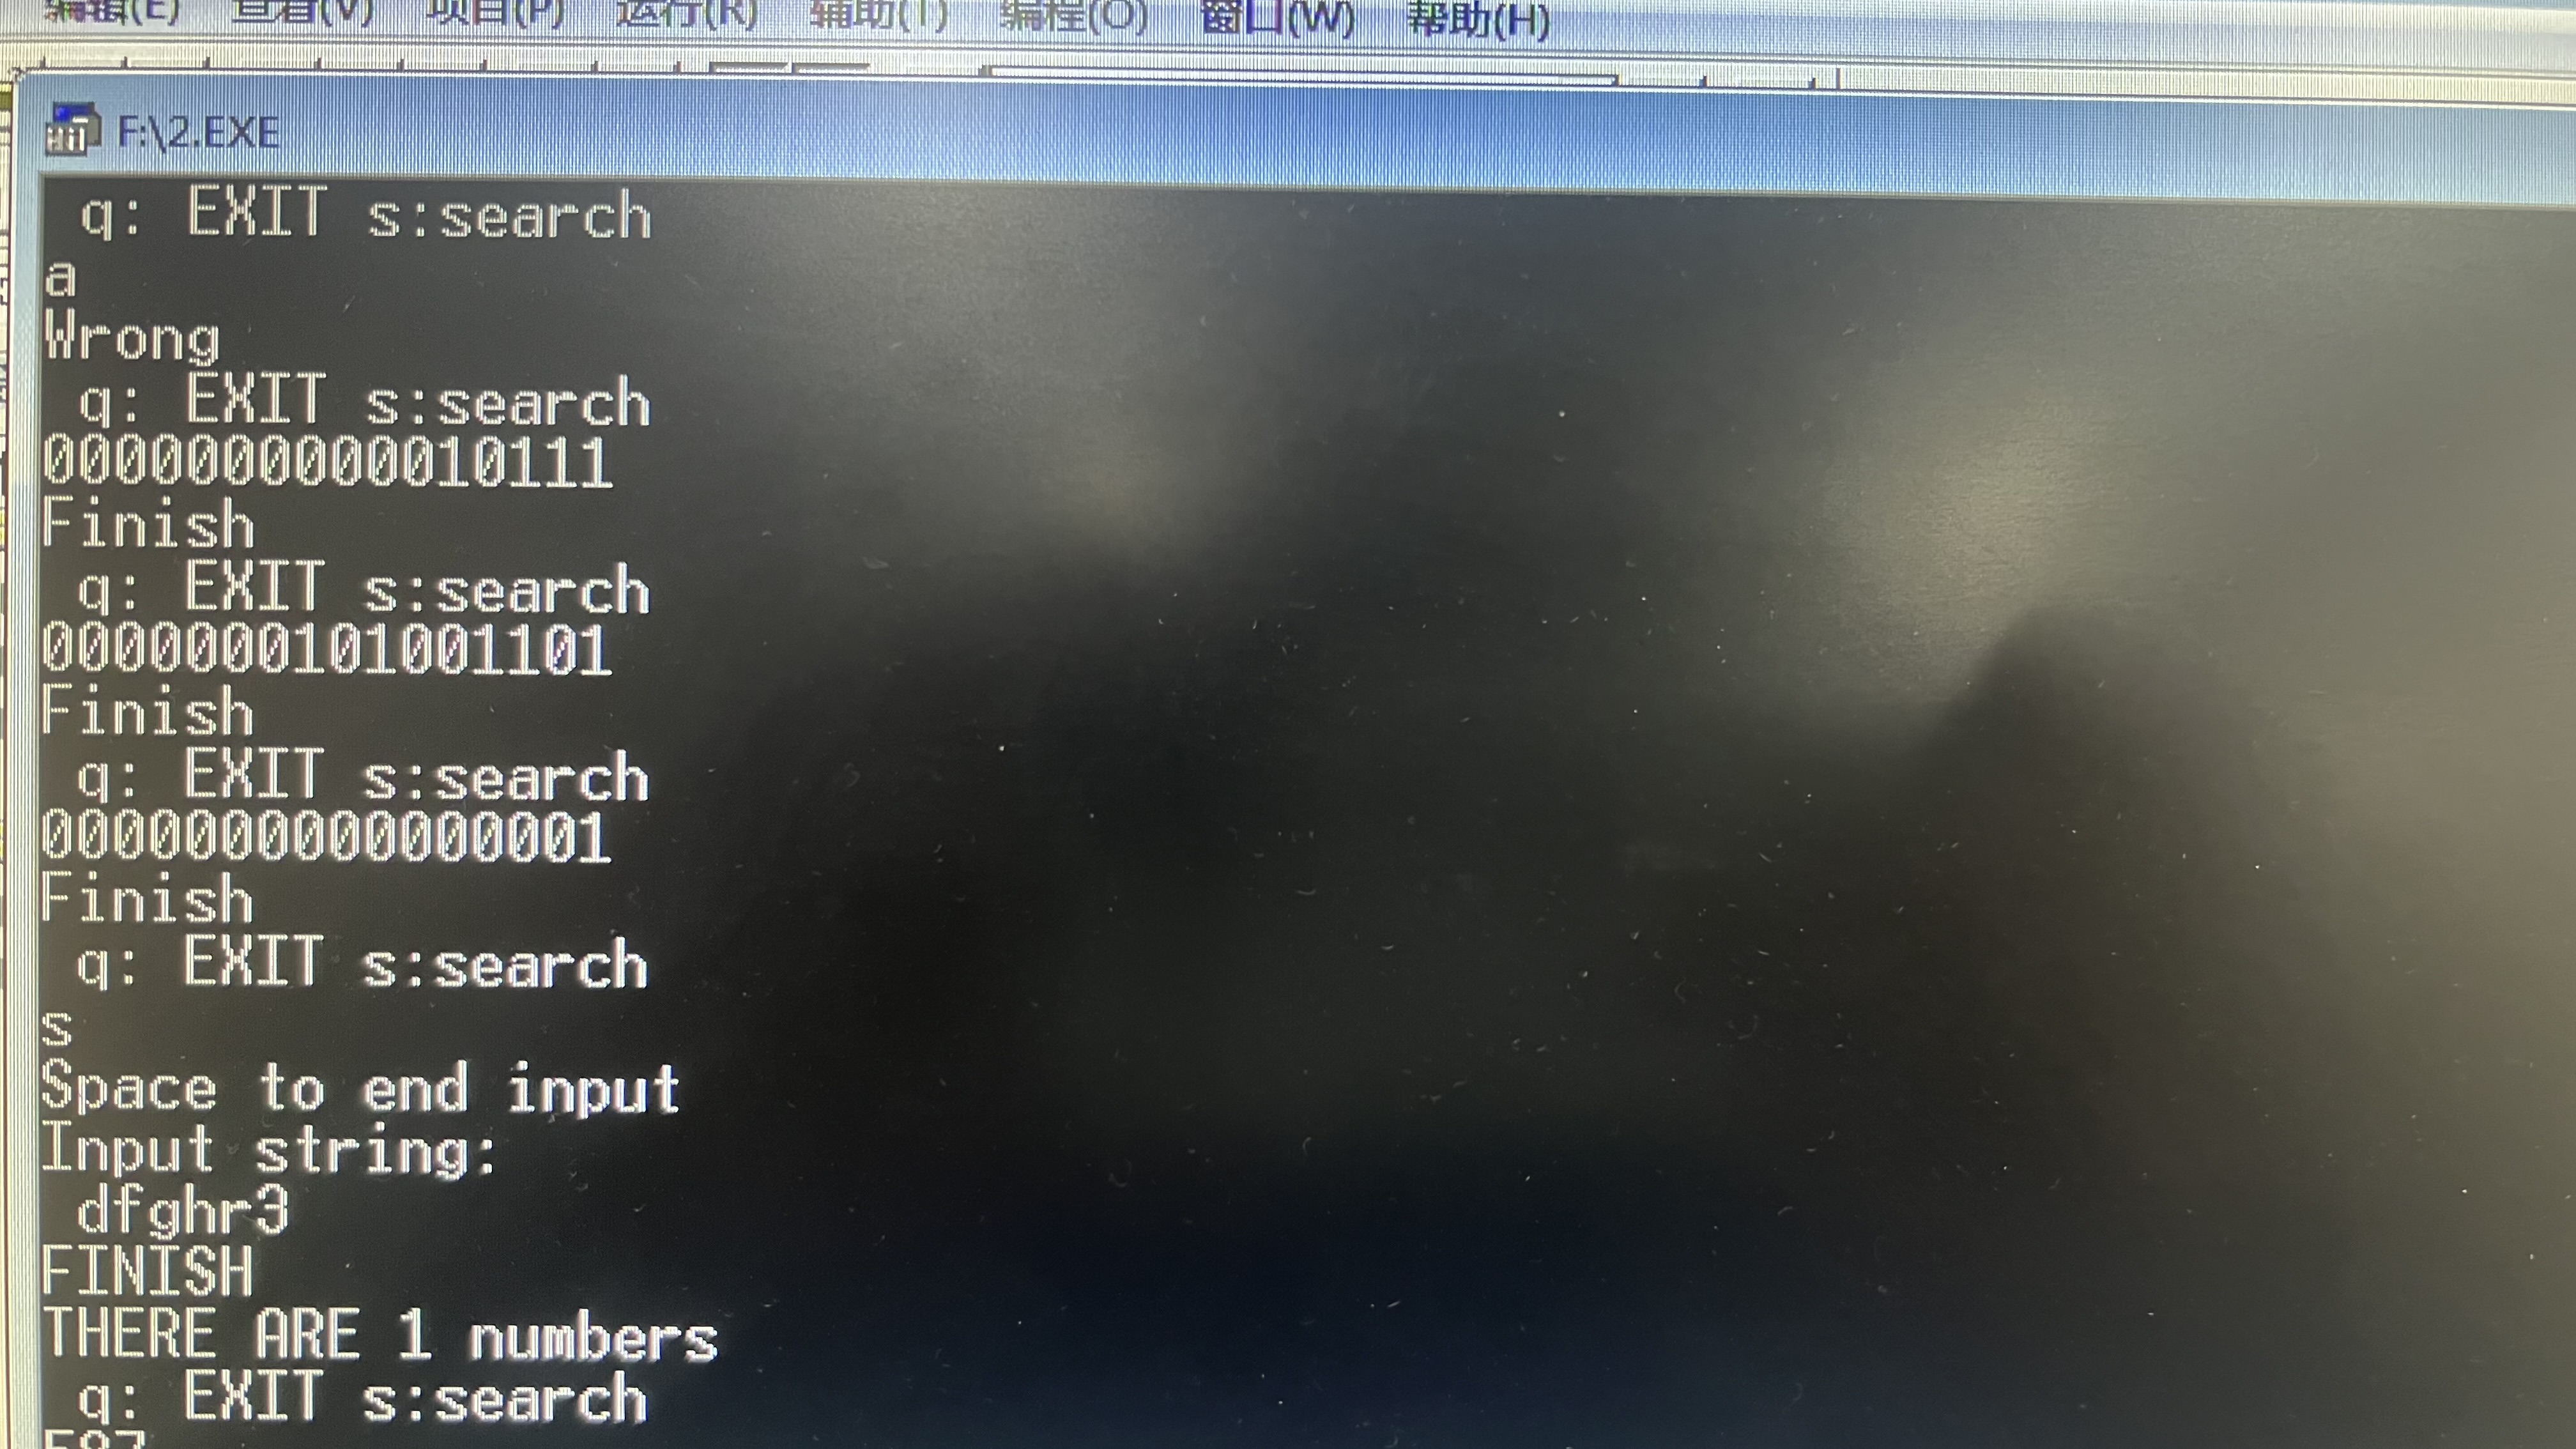 编辑(E) 查看(V) 项目(P) 运行(R) 辅助(T) 编程(O) 窗口(W) 帮助(H)
F:\2.EXE
q: EXIT s:search
a
Wrong
q: EXIT s:search
0000000000010111
Finish
q: EXIT s:search
0000000101001101
Finish
q: EXIT s:search
0000000000000001
Finish
q: EXIT s:search
s
Space to end input
Input string:
dfghr3
FINISH
THERE ARE 1 numbers
q: EXIT s:search